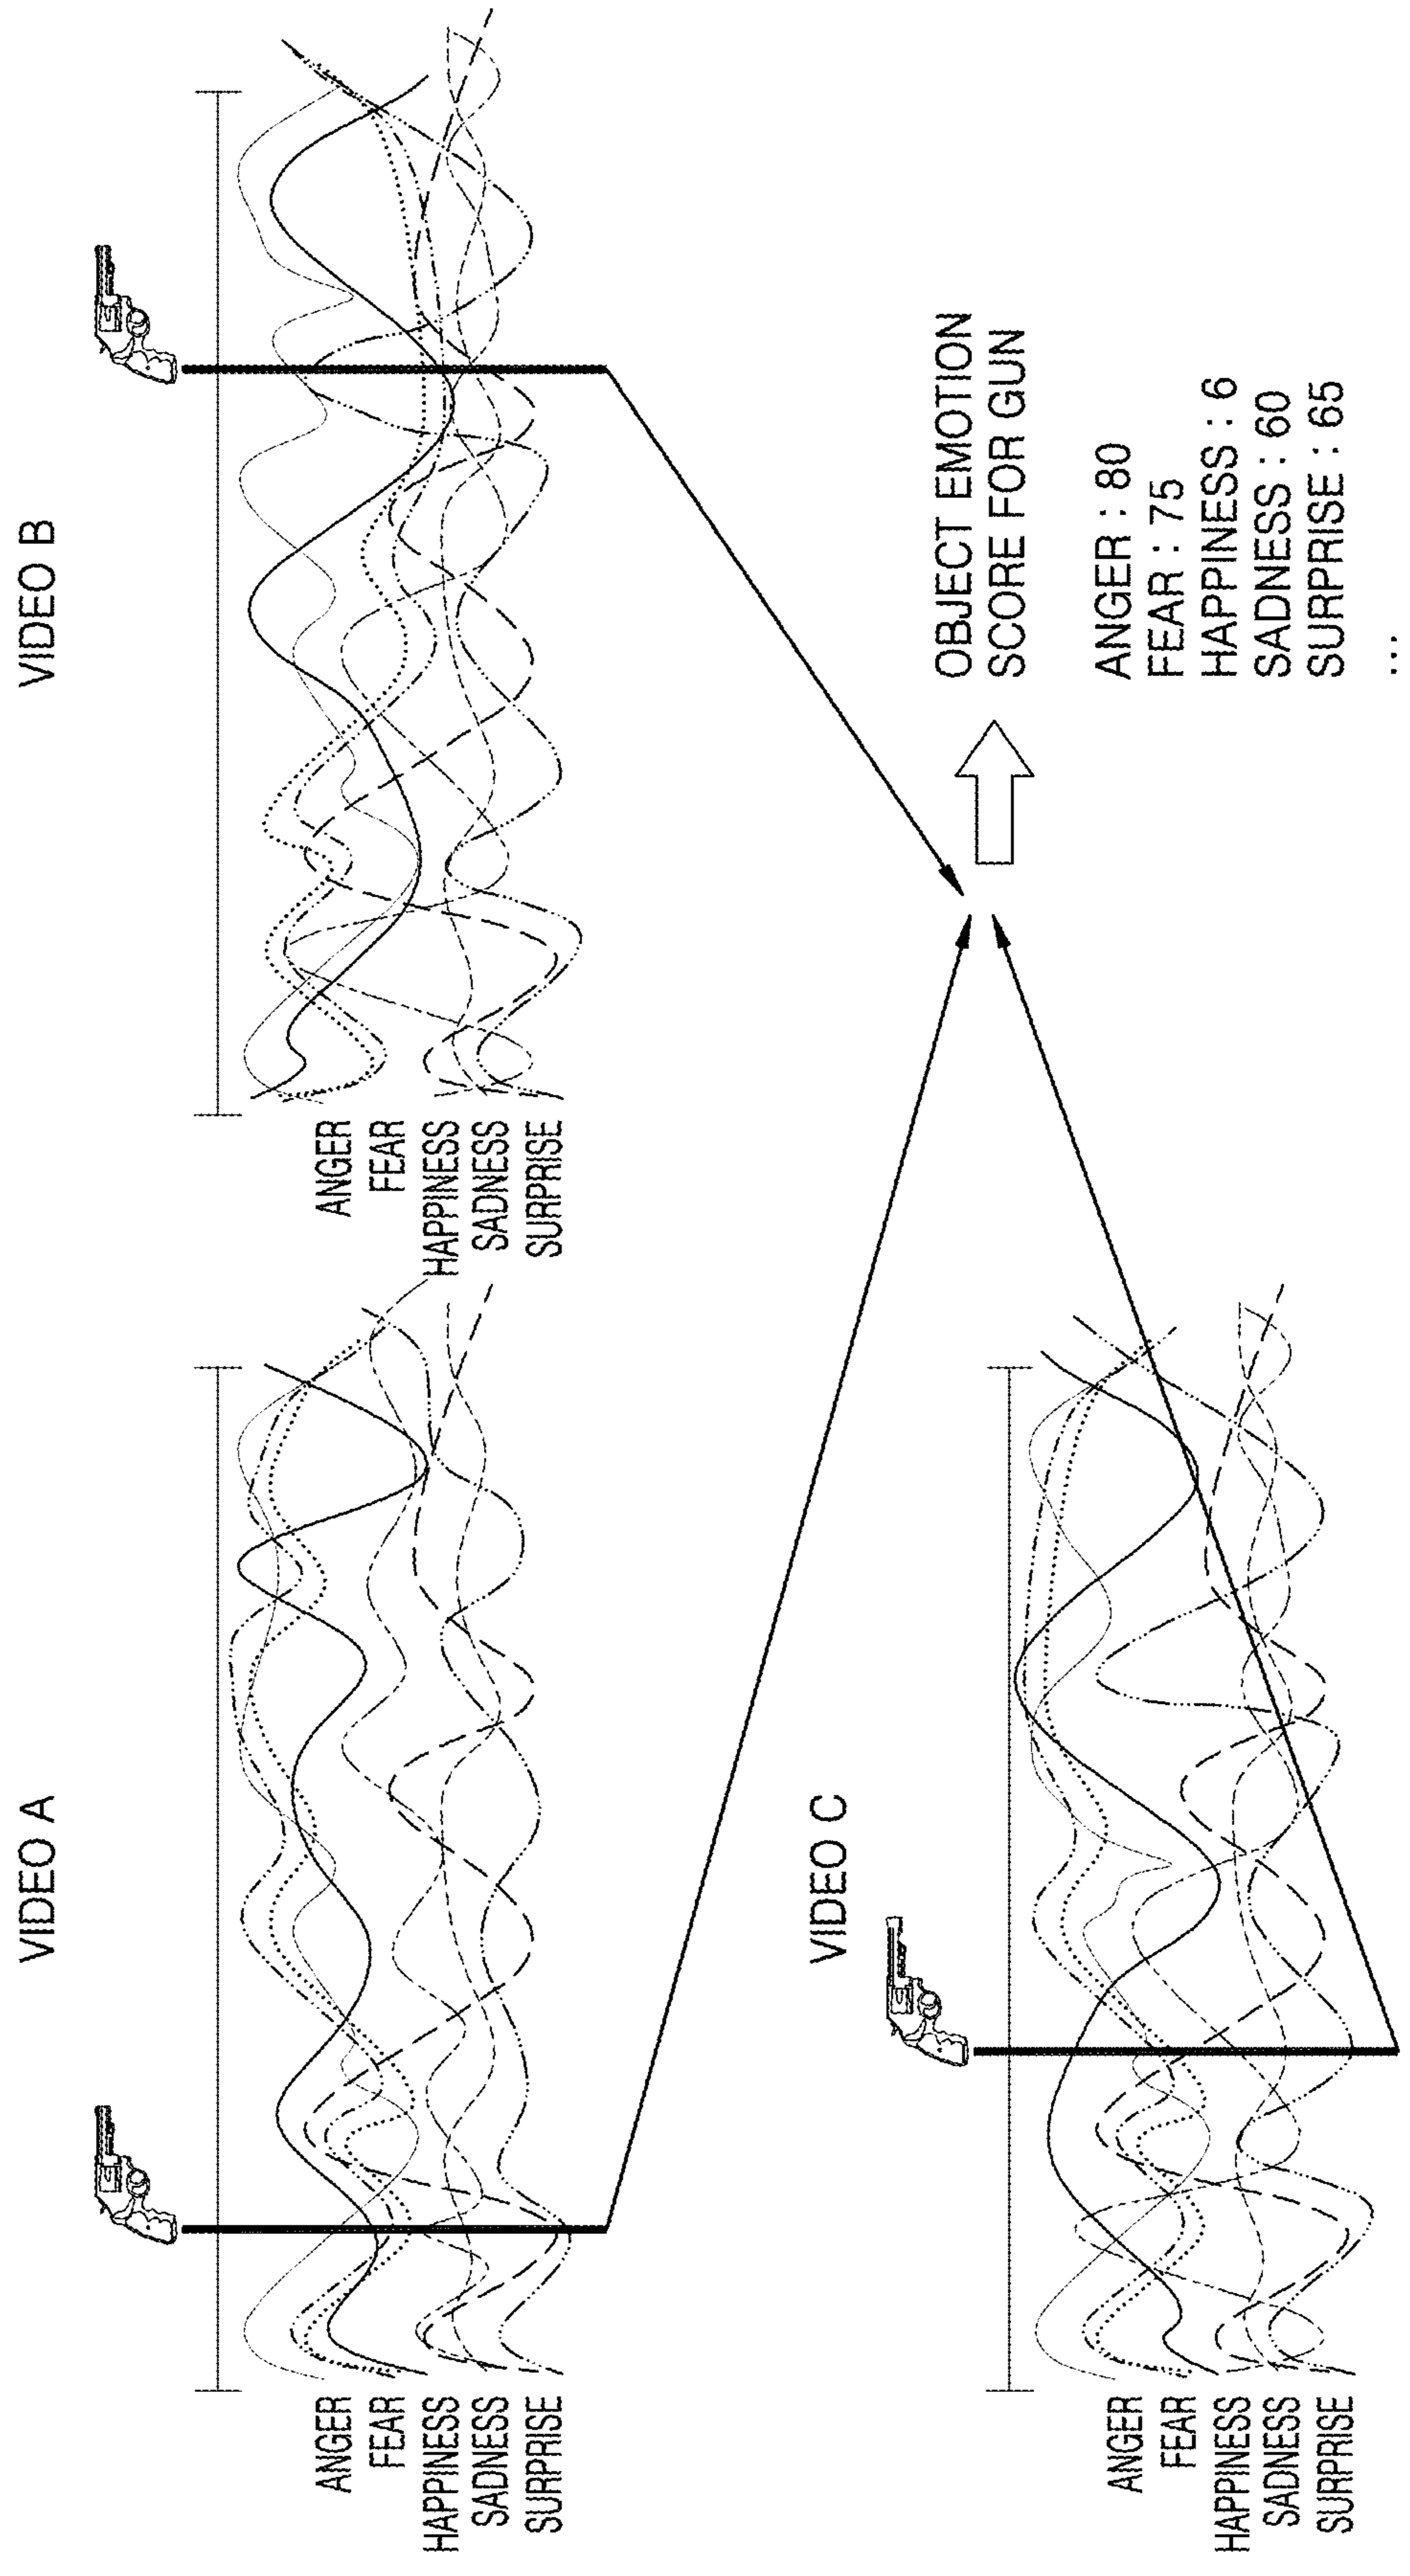 VIDEO A
ANGER
FEAR
HAPPINESS
SADNESS
SURPRISE
VIDEO B
ANGER
FEAR
HAPPINESS
SADNESS
SURPRISE
VIDEO C
ANGER
FEAR
HAPPINESS
SADNESS
SURPRISE
OBJECT EMOTION
SCORE FOR GUN
ANGER : 80
FEAR : 75
HAPPINESS : 6
SADNESS : 60
SURPRISE : 65
...